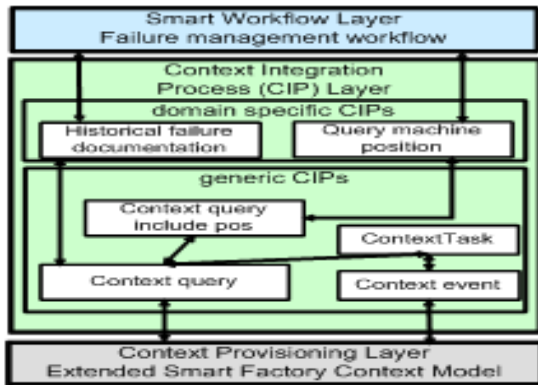 Smart Workflow Layer
Failure management workflow
Context Integration
Process (CIP) Layer
domain specific CIPs
Historical failure
documentation
Query machine
position
generic CIPs
Context query
include pos
ContextTask
Context query
Context event
Context Provisioning Layer
Extended Smart Factory Context Model